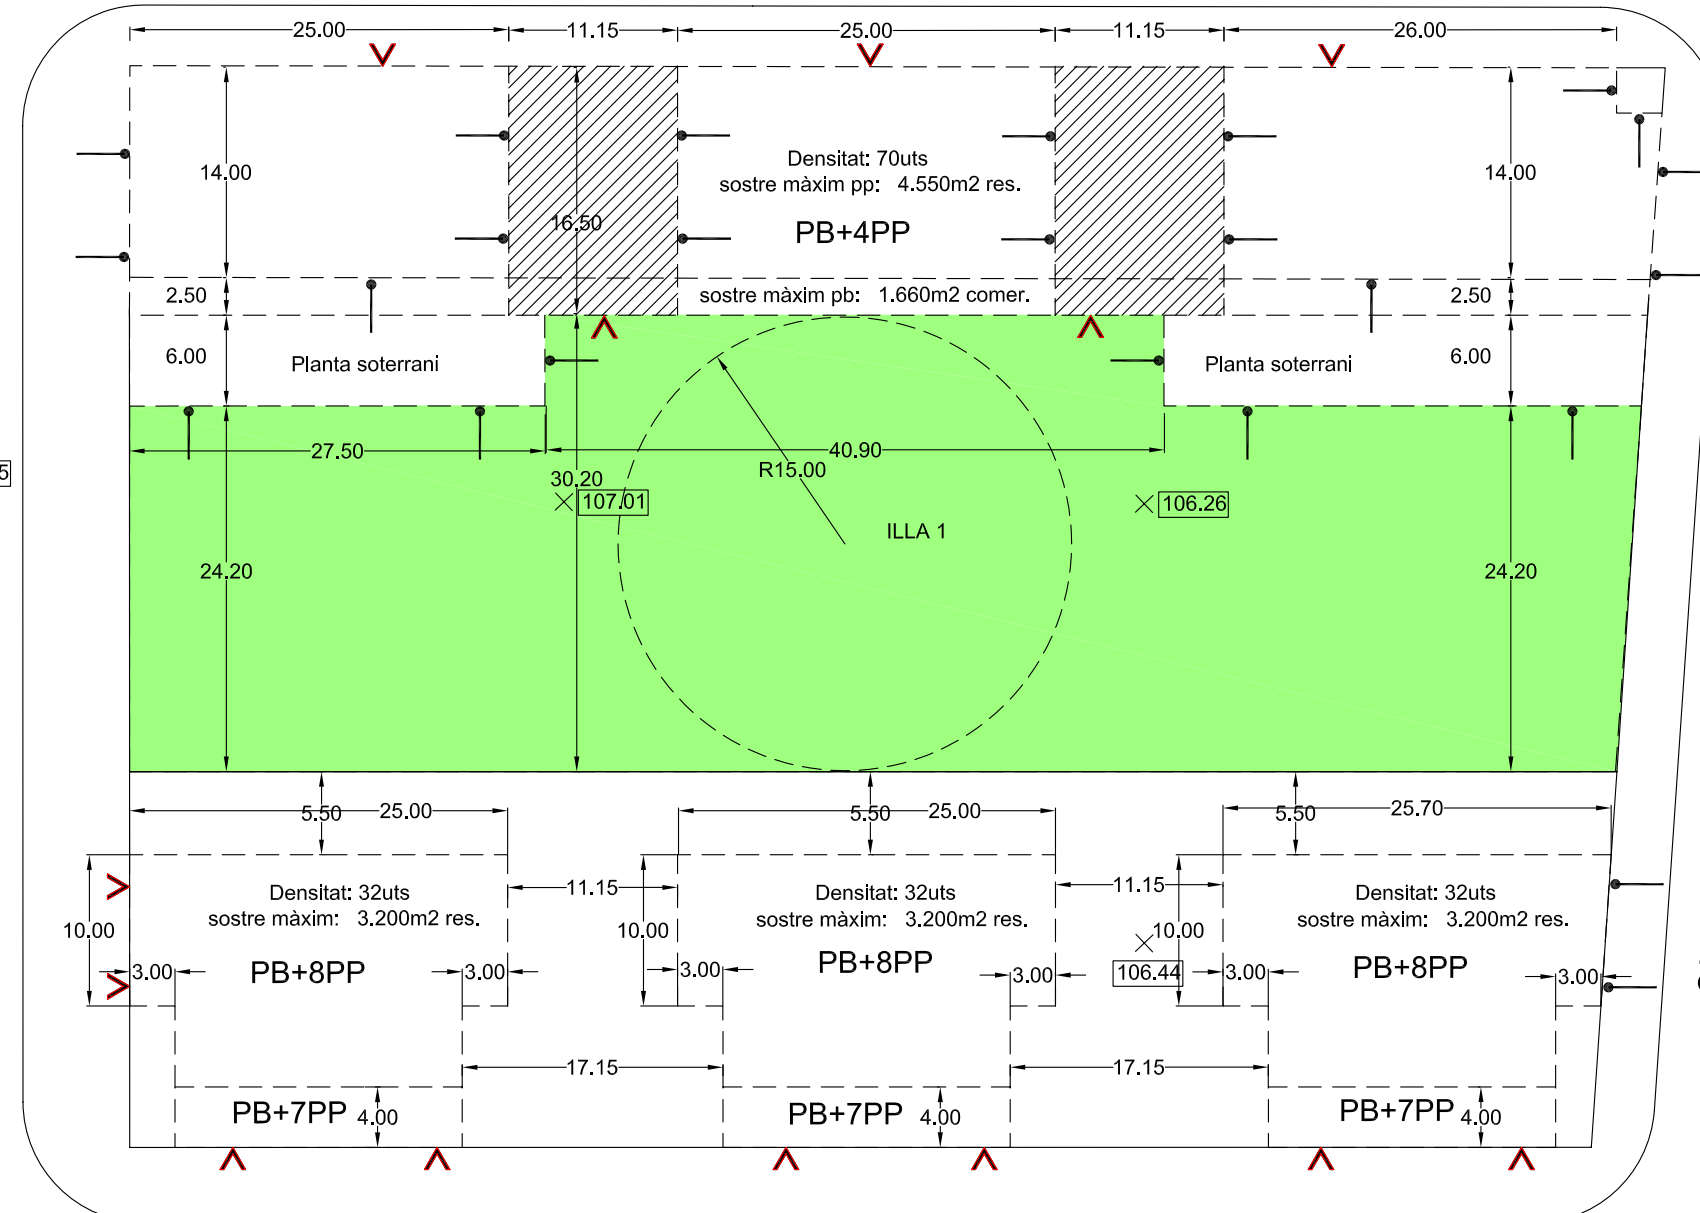 25.00 11.15 25.00 11.15 26.00
Densitat: 70uts
14.00 sostre màxim pp: 4.550m2 res. 14.00
16.50 PB+4PP
2.50 sostre màxim pb: 1.660m2 comer. 2.50
6.00 Planta soterrani Planta soterrani 6.00
27.50 40.90
R15.00
5 30.20
107.01 106.26
ILLA 1
24.20 24.20
5.50 25.00 5.50 25.00 5.50 25.70
Densitat: 32uts 11.15 Densitat: 32uts 11.15 Densitat: 32uts
sostre màxim: 3.200m2 res. sostre màxim: 3.200m2 res. sostre màxim: 3.200m2 res.
10.00 10.00 10.00
3.00 PB+8PP 3.00 3.00 PB+8PP 3.00 106.44 3.00 PB+8PP 3.00
17.15 17.15
PB+7PP 4.00 PB+7PP 4.00 PB+7PP 4.00